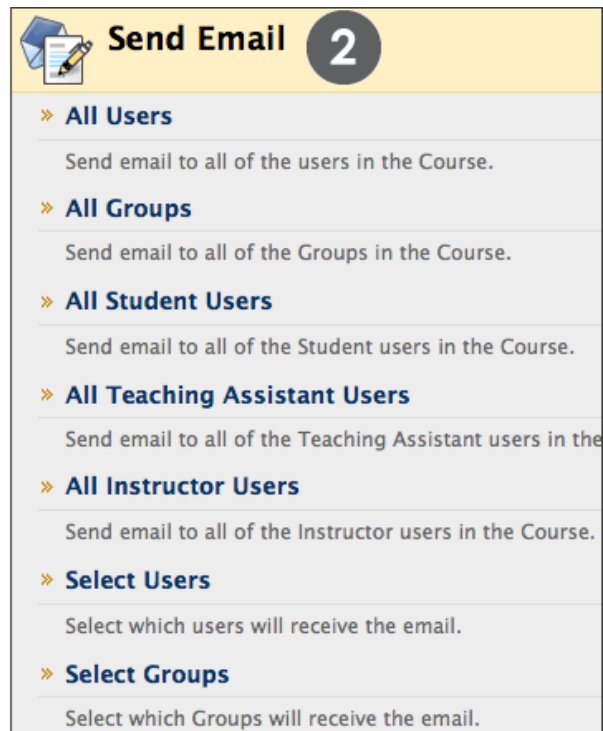 Send Email 2
» All Users
Send email to all of the users in the Course.
» All Groups
Send email to all of the Groups in the Course.
» All Student Users
Send email to all of the Student users in the Course.
» All Teaching Assistant Users
Send email to all of the Teaching Assistant users in the
» All Instructor Users
Send email to all of the Instructor users in the Course.
» Select Users
Select which users will receive the email.
» Select Groups
Select which Groups will receive the email.